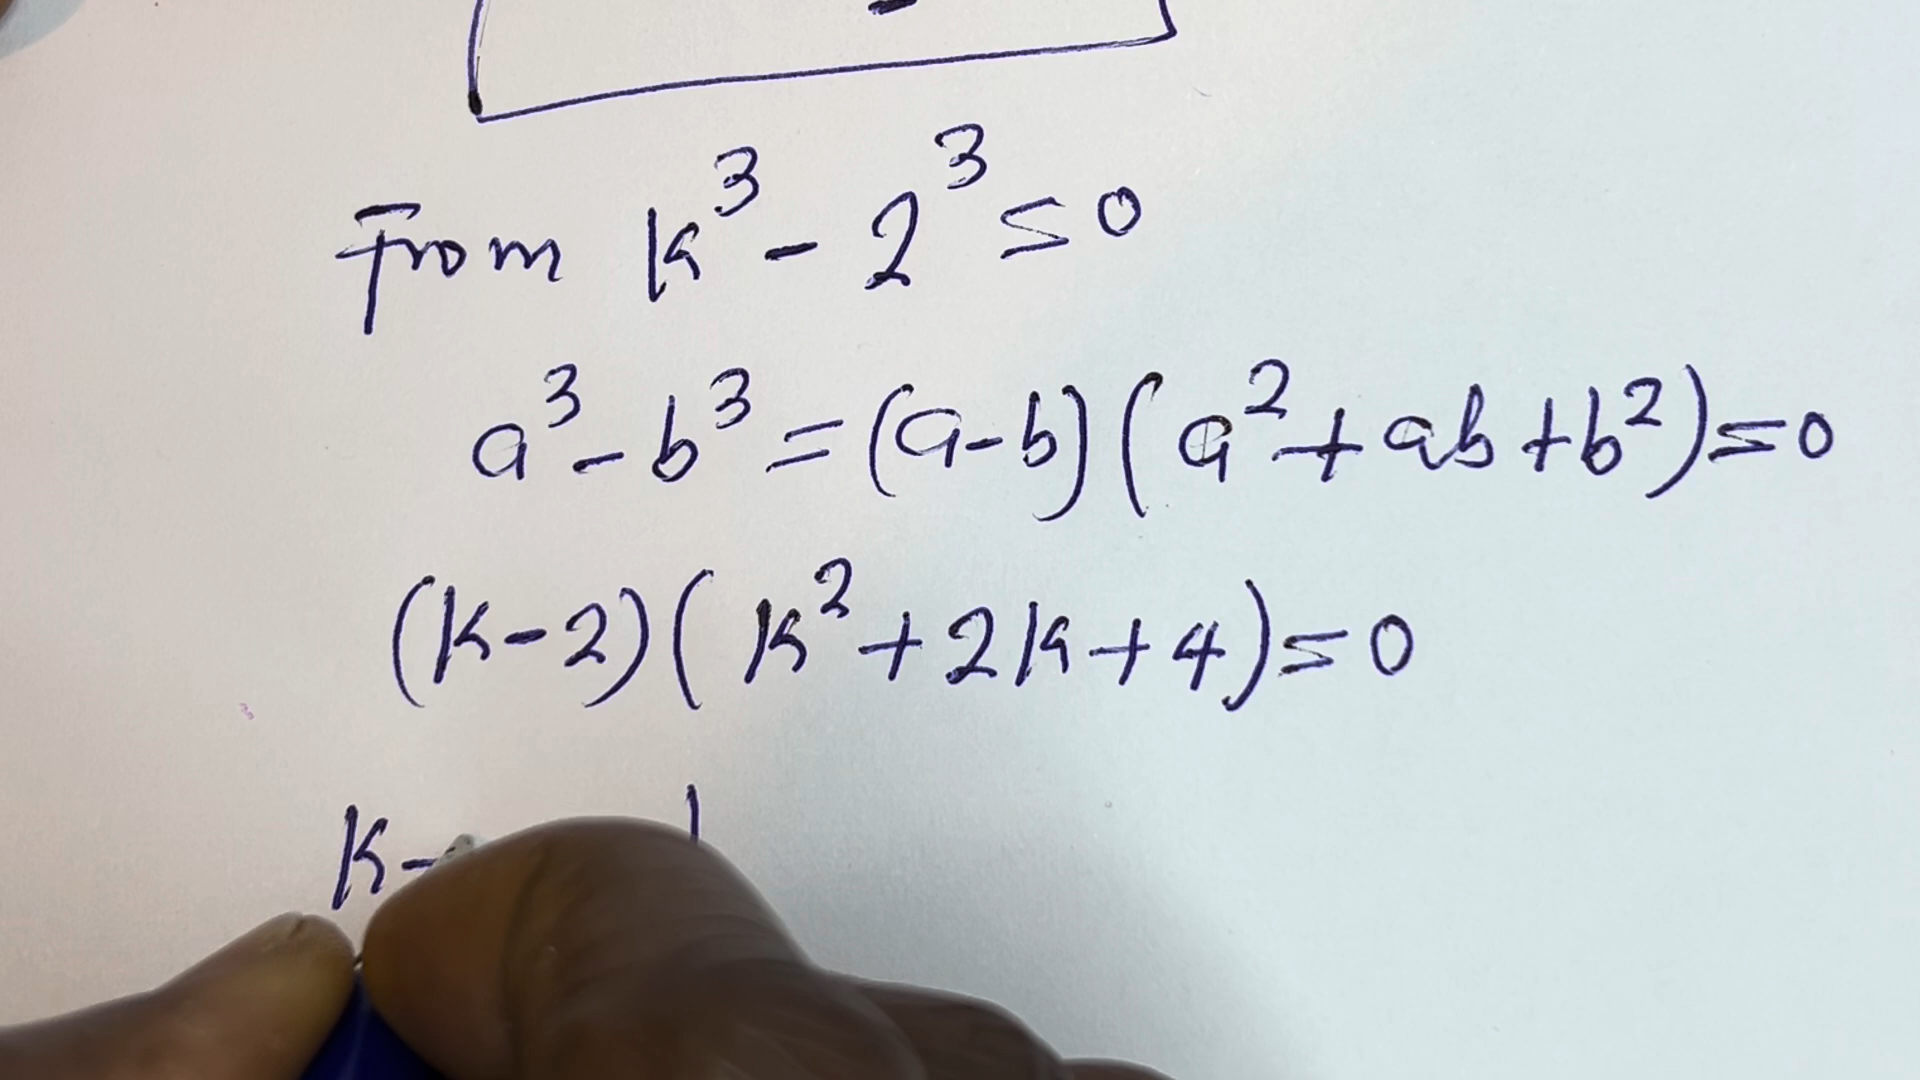 From k³ - 2³ = 0
a³ - b³ = (a-b)(a² + ab + b²) = 0
(k-2)(k² + 2k + 4) = 0
k-